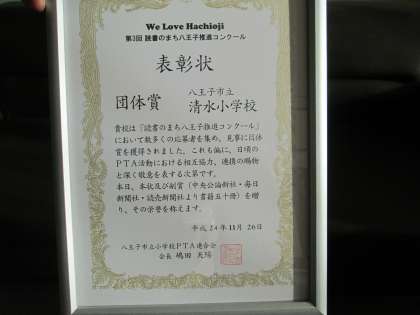 We Love Hachioji
第3回 読書のまち八王子推進コンクール
表彰状
団体賞
八王子市立
清水小学校
貴校は「読書のまち八王子推進コンクール」
において数多くの応募者を集め、見事に団体
賞を獲得されました。これも偏に、日頃の
PTA活動における相互協力、連携の賜物
と深く敬意を表する次第です。
本日、本状及び副賞（中央公論新社・毎日
新聞社・読売新聞社より書籍五十冊）を贈
り、その栄誉を称えます。
平成24年11月26日
八王子市立小学校PTA連合会
会長 嶋田